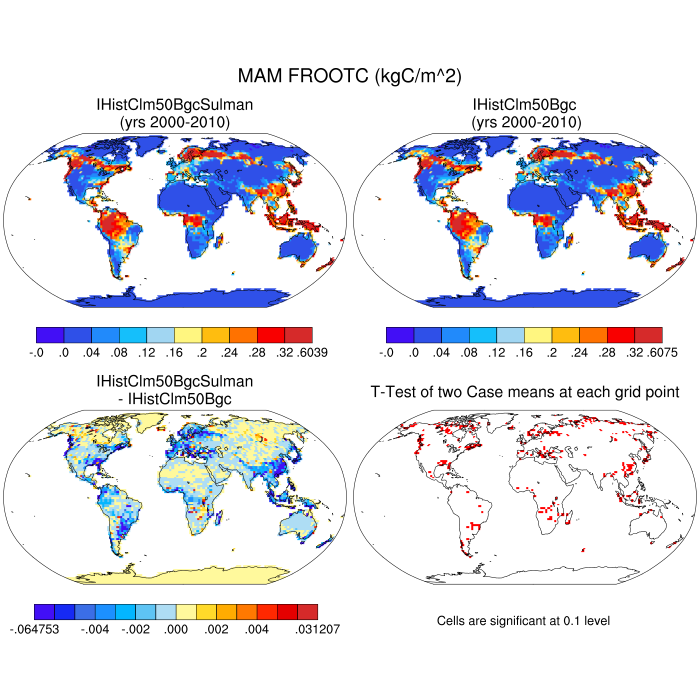 MAM FROOTC (kgC/m^2)
IHistClm50BgcSulman
(yrs 2000-2010)
IHistClm50Bgc
(yrs 2000-2010)
-.0 .0 .04 .08 .12 .16 .2 .24 .28 .32 .6039
-.0 .0 .04 .08 .12 .16 .2 .24 .28 .32 .6075
IHistClm50BgcSulman
- IHistClm50Bgc
T-Test of two Case means at each grid point
-.064753 -.004 -.002 .000 .002 .004 .031207
Cells are significant at 0.1 level